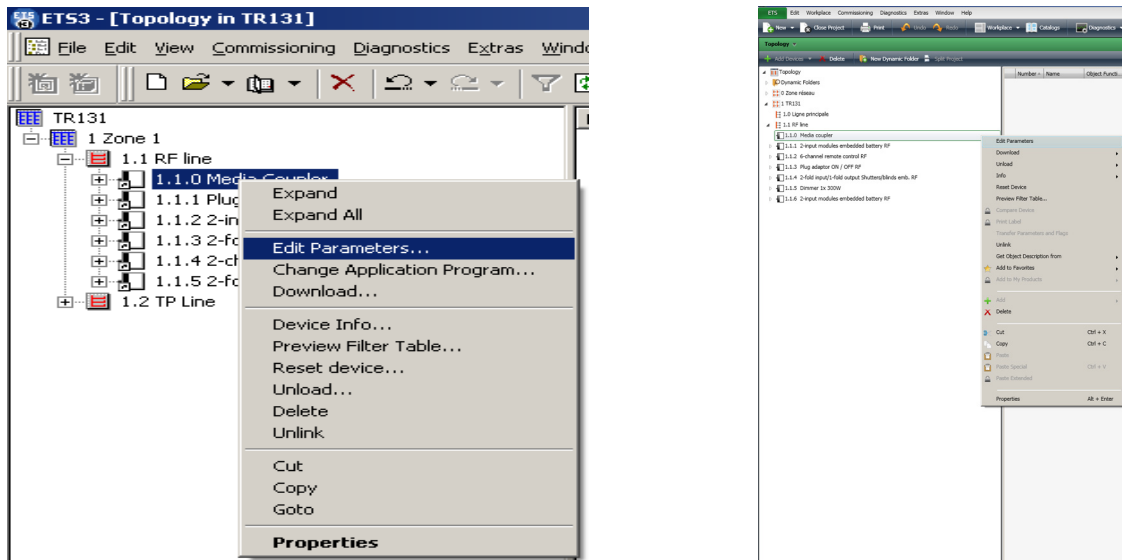 ETS3 - [Topology in TR131]
File Edit View Commissioning Diagnostics Extras Windo
TR131
1 Zone 1
1.1 RF line
1.1.0 Media Coupler
1.1.1 Plug
1.1.2 2-in
1.1.3 2-fo
1.1.4 2-ch
1.1.5 2-fo
1.2 TP Line
Expand
Expand All
Edit Parameters...
Change Application Program...
Download...
Device Info...
Preview Filter Table...
Reset device...
Unload...
Delete
Unlink
Cut
Copy
Goto
Properties
ETS Edit Workplace Commissioning Diagnostics Extras Window Help
New Close Project Print Undo Redo Workplace Catalogs Diagnostics
Topology
Add Devices Delete New Dynamic Folder Split Project
Topology
Dynamic Folders
0 Zone réseau
1 TR131
1.0 Ligne principale
1.1 RF line
1.1.0 Media coupler
1.1.1 2-input modules embedded battery RF
1.1.2 6-channel remote control RF
1.1.3 Plug adaptor ON / OFF RF
1.1.4 2-fold input/1-fold output Shutters/blinds emb. RF
1.1.5 Dimmer 1x 300W
1.1.6 2-input modules embedded battery RF
Number Name Object Functi...
Edit Parameters
Download
Unload
Info
Reset Device
Preview Filter Table...
Compare Device
Print Label
Transfer Parameters and Flags
Unlink
Get Object Description from
Add to Favorites
Add to My Products
Add
Delete
Cut Ctrl + X
Copy Ctrl + C
Paste
Paste Special Ctrl + V
Paste Extended
Properties Alt + Enter